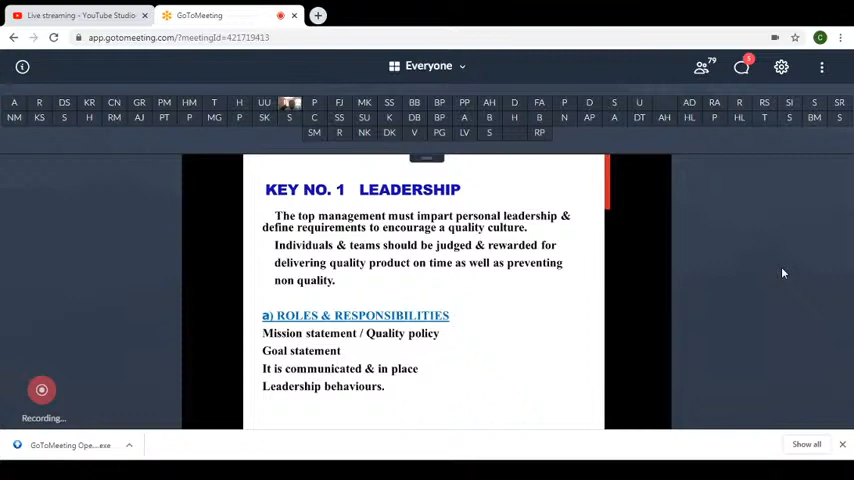 Live streaming - YouTube Studio
GoToMeeting
app.gotomeeting.com/?meetingId=421719413
C
Everyone
79
5
A R DS KR CN GR PM HM T H UU P FJ MK SS BB BP PP AH D FA P D S U AD RA R RS SI S SR
NM KS S H RM AJ PT P MG P SK S C SS SU K DB BP A B H B N AP A DT AH HL P HL T S BM S
SM R NK DK V PG LV S RP
KEY NO. 1 LEADERSHIP
The top management must impart personal leadership &
define requirements to encourage a quality culture.
Individuals & teams should be judged & rewarded for
delivering quality product on time as well as preventing
non quality.
a) ROLES & RESPONSIBILITIES
Mission statement / Quality policy
Goal statement
It is communicated & in place
Leadership behaviours.
Recording...
GoToMeeting Ope....exe
Show all